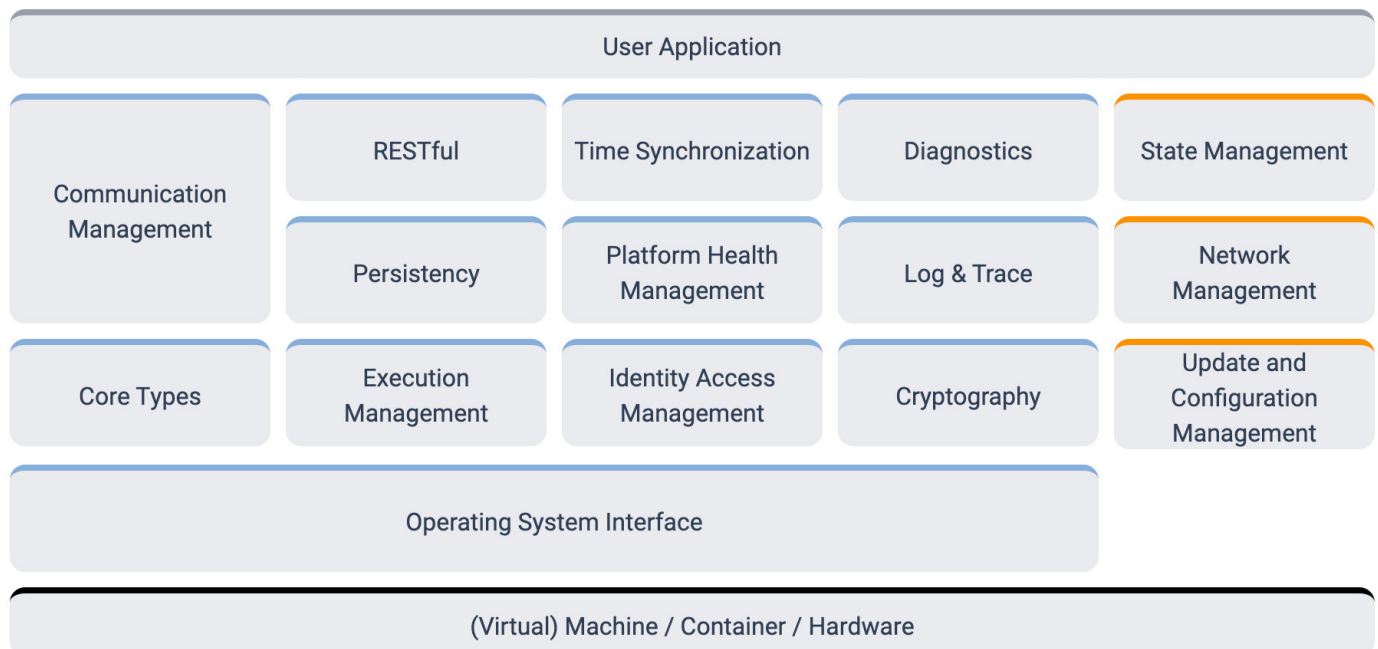 User Application
Communication
Management
RESTful
Time Synchronization
Diagnostics
State Management
Persistency
Platform Health
Management
Log & Trace
Network
Management
Core Types
Execution
Management
Identity Access
Management
Cryptography
Update and
Configuration
Management
Operating System Interface
(Virtual) Machine / Container / Hardware